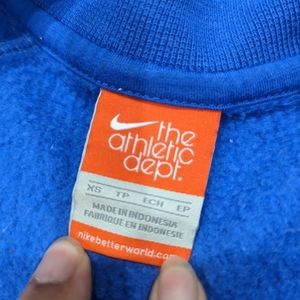 the
athletic
dept.
XS TP ECH EP
MADE IN INDONESIA
FABRIQUE EN INDONESIE
nikebetterworld.com